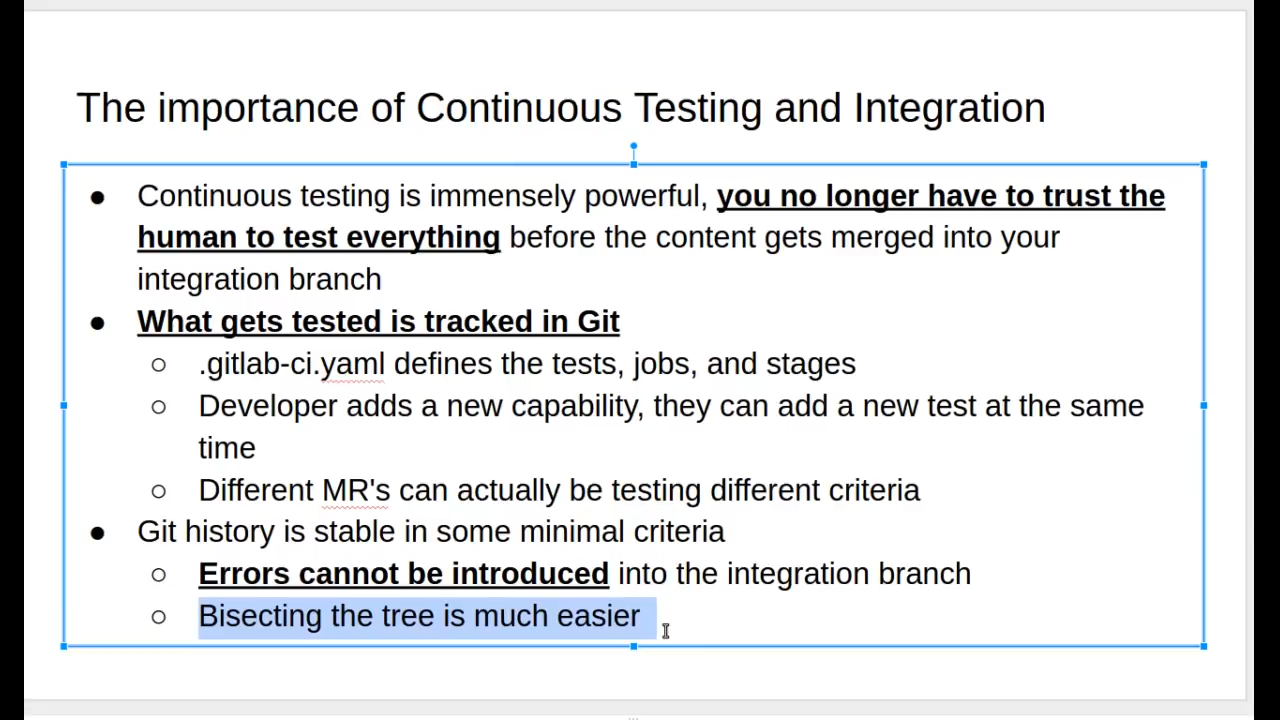 The importance of Continuous Testing and Integration
● Continuous testing is immensely powerful, you no longer have to trust the
human to test everything before the content gets merged into your
integration branch
● What gets tested is tracked in Git
○ .gitlab-ci.yaml defines the tests, jobs, and stages
○ Developer adds a new capability, they can add a new test at the same
time
○ Different MR's can actually be testing different criteria
● Git history is stable in some minimal criteria
○ Errors cannot be introduced into the integration branch
○ Bisecting the tree is much easier